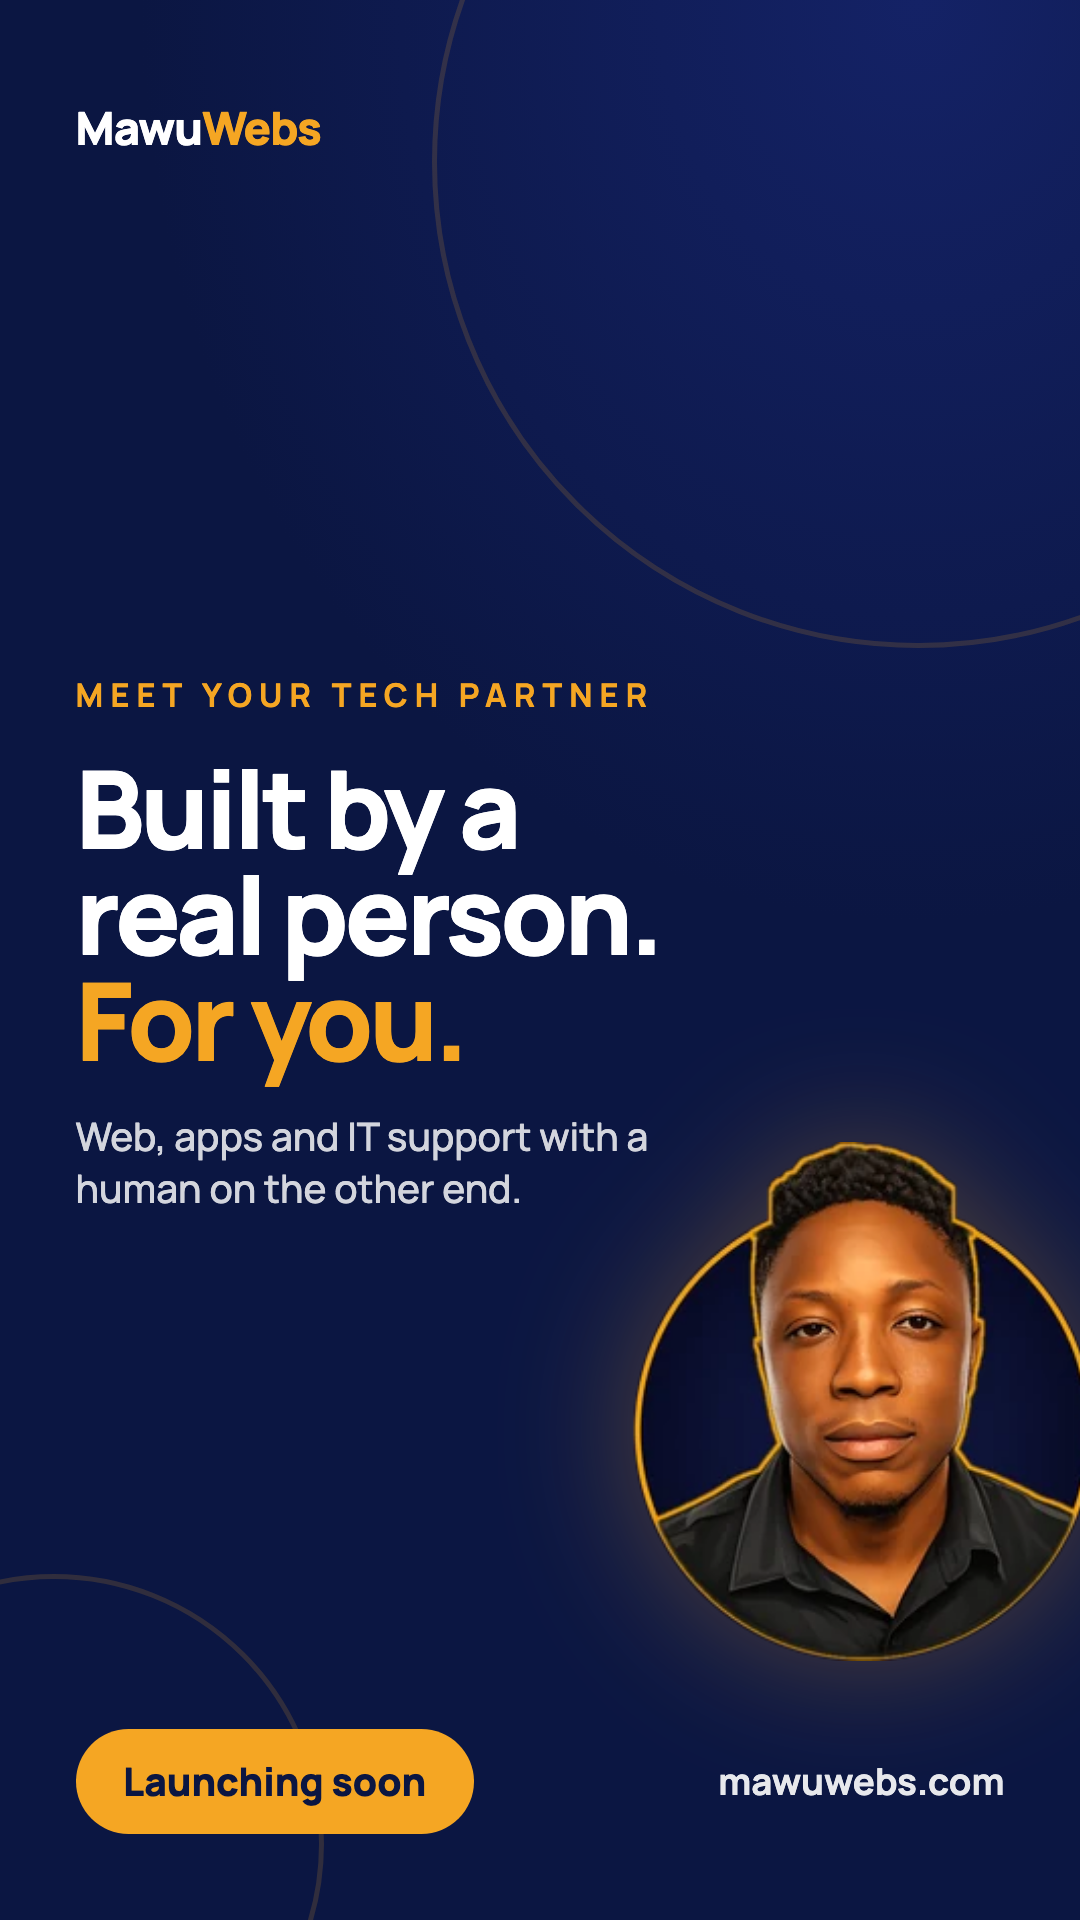 MawuWebs
MEET YOUR TECH PARTNER
Built by a
real person.
For you.
Web, apps and IT support with a
human on the other end.
Launching soon
mawuwebs.com